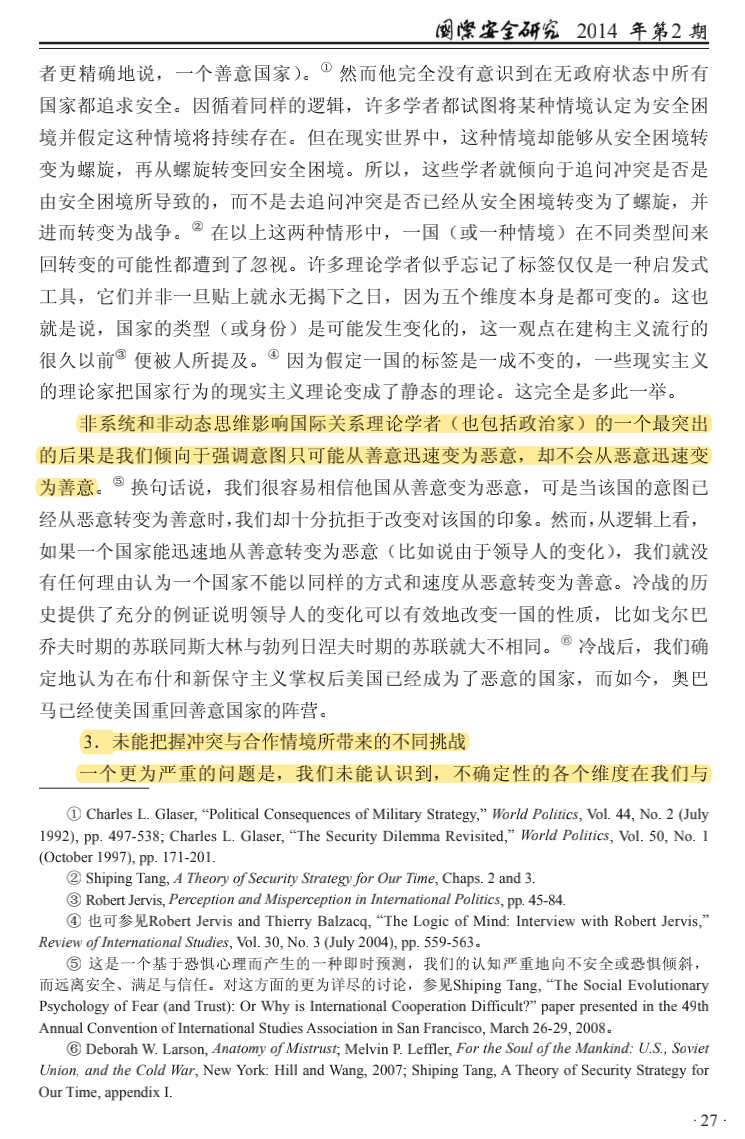 國際安全研究 2014 年第2 期
者更精确地说，一个善意国家）。① 然而他完全没有意识到在无政府状态中所有
国家都追求安全。因循着同样的逻辑，许多学者都试图将某种情境认定为安全困
境并假定这种情境将持续存在。但在现实世界中，这种情境却能够从安全困境转
变为螺旋，再从螺旋转变回安全困境。所以，这些学者就倾向于追问冲突是否是
由安全困境所导致的，而不是去追问冲突是否已经从安全困境转变为了螺旋，并
进而转变为战争。② 在以上这两种情形中，一国（或一种情境）在不同类型间来
回转变的可能性都遭到了忽视。许多理论学者似乎忘记了标签仅仅是一种启发式
工具，它们并非一旦贴上就永无揭下之日，因为五个维度本身是都可变的。这也
就是说，国家的类型（或身份）是可能发生变化的，这一观点在建构主义流行的
很久以前③ 便被人所提及。④ 因为假定一国的标签是一成不变的，一些现实主义
的理论家把国家行为的现实主义理论变成了静态的理论。这完全是多此一举。
非系统和非动态思维影响国际关系理论学者（也包括政治家）的一个最突出
的后果是我们倾向于强调意图只可能从善意迅速变为恶意，却不会从恶意迅速变
为善意。⑤ 换句话说，我们很容易相信他国从善意变为恶意，可是当该国的意图已
经从恶意转变为善意时，我们却十分抗拒于改变对该国的印象。然而，从逻辑上看，
如果一个国家能迅速地从善意转变为恶意（比如说由于领导人的变化），我们就没
有任何理由认为一个国家不能以同样的方式和速度从恶意转变为善意。冷战的历
史提供了充分的例证说明领导人的变化可以有效地改变一国的性质，比如戈尔巴
乔夫时期的苏联同斯大林与勃列日涅夫时期的苏联就大不相同。⑥ 冷战后，我们确
定地认为在布什和新保守主义掌权后美国已经成为了恶意的国家，而如今，奥巴
马已经使美国重回善意国家的阵营。
3．未能把握冲突与合作情境所带来的不同挑战
一个更为严重的问题是，我们未能认识到，不确定性的各个维度在我们与
① Charles L. Glaser, “Political Consequences of Military Strategy,” World Politics, Vol. 44, No. 2 (July
1992), pp. 497-538; Charles L. Glaser, “The Security Dilemma Revisited,” World Politics, Vol. 50, No. 1
(October 1997), pp. 171-201.
② Shiping Tang, A Theory of Security Strategy for Our Time, Chaps. 2 and 3.
③ Robert Jervis, Perception and Misperception in International Politics, pp. 45-84.
④ 也可参见Robert Jervis and Thierry Balzacq, “The Logic of Mind: Interview with Robert Jervis,”
Review of International Studies, Vol. 30, No. 3 (July 2004), pp. 559-563。
⑤ 这是一个基于恐惧心理而产生的一种即时预测，我们的认知严重地向不安全或恐惧倾斜，
而远离安全、满足与信任。对这方面的更为详尽的讨论，参见Shiping Tang, “The Social Evolutionary
Psychology of Fear (and Trust): Or Why is International Cooperation Difficult?” paper presented in the 49th
Annual Convention of International Studies Association in San Francisco, March 26-29, 2008。
⑥ Deborah W. Larson, Anatomy of Mistrust; Melvin P. Leffler, For the Soul of the Mankind: U.S., Soviet
Union, and the Cold War, New York: Hill and Wang, 2007; Shiping Tang, A Theory of Security Strategy for
Our Time, appendix I.
· 27 ·